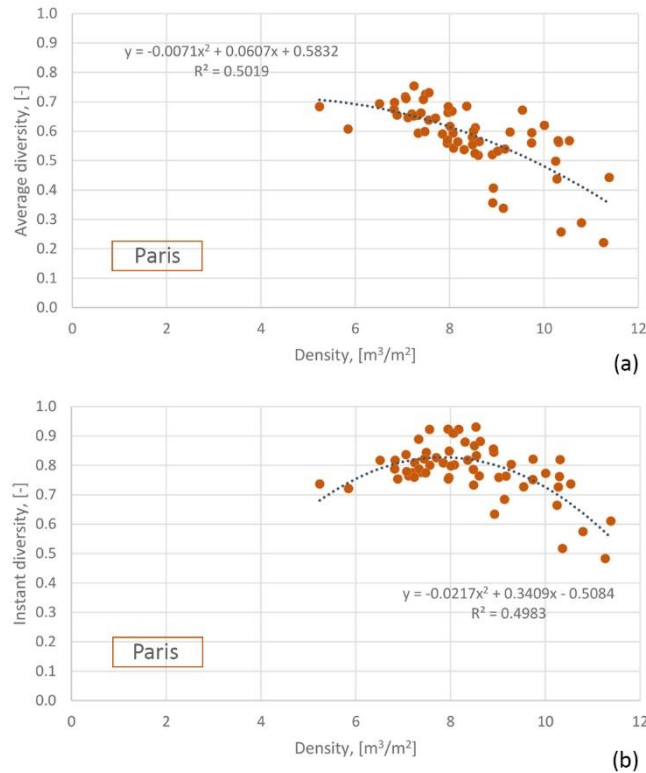 1.0
0.9
y = -0.0071x² + 0.0607x + 0.5832
R² = 0.5019
0.8
0.7
0.6
0.5
0.4
0.3
0.2
0.1
0.0
Average diversity, [-]
Paris
0 2 4 6 8 10 12
Density, [m³/m²]
(a)
1.0
0.9
0.8
0.7
0.6
0.5
0.4
0.3
0.2
0.1
0.0
Instant diversity, [-]
y = -0.0217x² + 0.3409x - 0.5084
R² = 0.4983
Paris
0 2 4 6 8 10 12
Density, [m³/m²]
(b)